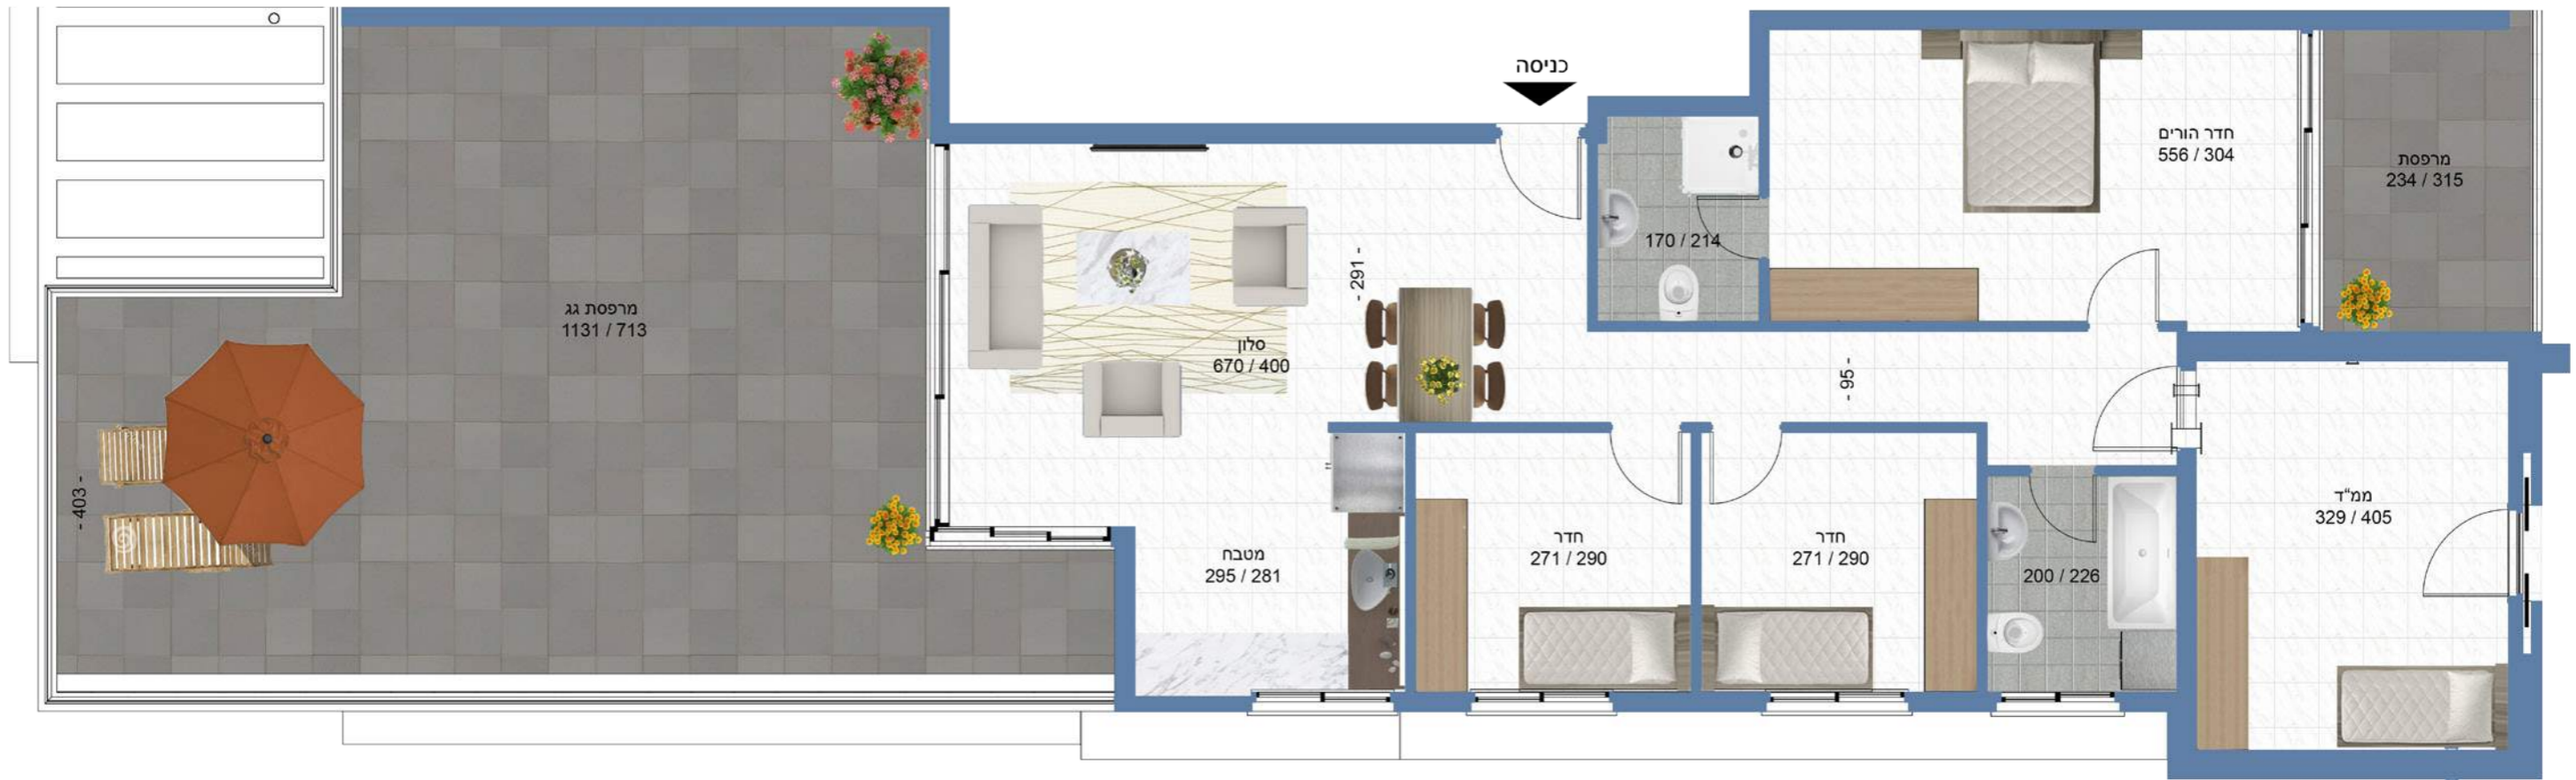 כניסה
חדר הורים
556 / 304
מרפסת
234 / 315
170 / 214
- 291 -
מרפסת גג
1131 / 713
סלון
670 / 400
- 95 -
- 403 -
ממ"ד
329 / 405
חדר
271 / 290
חדר
271 / 290
מטבח
295 / 281
200 / 226